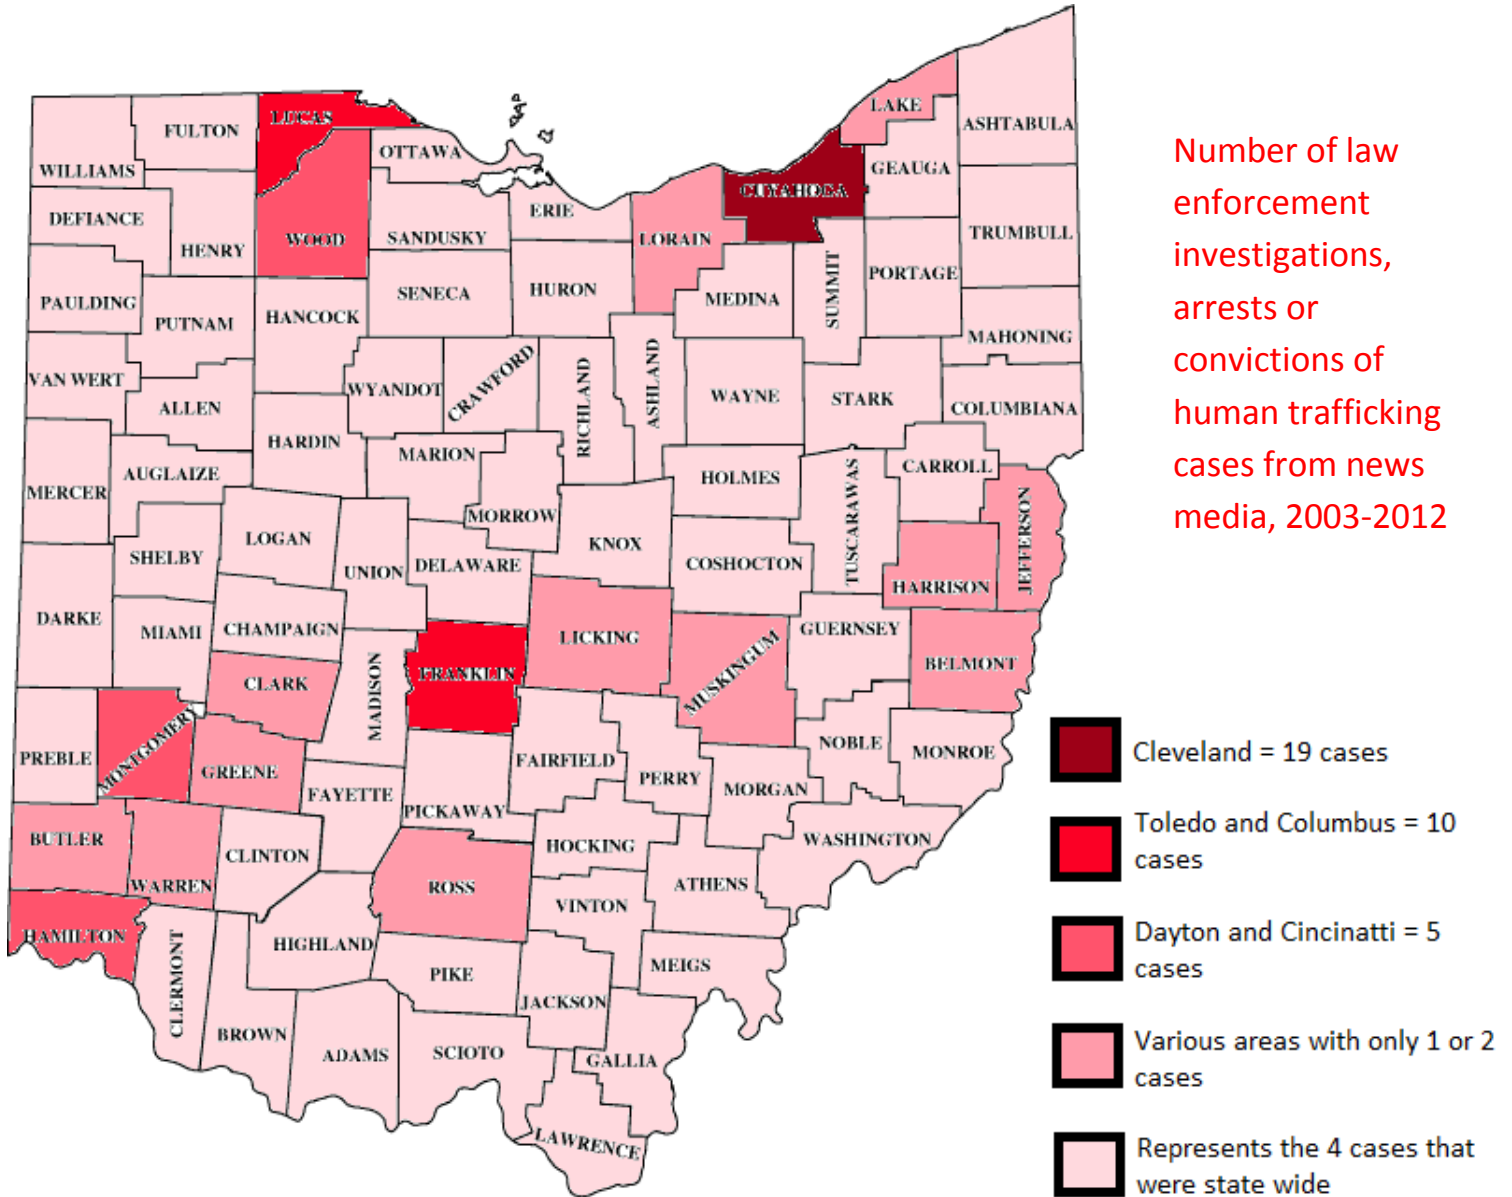 LAKE
ASHTABULA
LUCAS
FULTON
OTTAWA
WILLIAMS
GEAUGA
CUYAHOGA
ERIE
DEFIANCE
HENRY
WOOD
SANDUSKY
LORAIN
TRUMBULL
PORTAGE
SUMMIT
SENECA
HURON
MEDINA
PAULDING
PUTNAM
HANCOCK
MAHONING
VAN WERT
WYANDOT
CRAWFORD
RICHLAND
ASHLAND
WAYNE
STARK
COLUMBIANA
ALLEN
HARDIN
MARION
AUGLAIZE
MERCER
HOLMES
CARROLL
TUSCARAWAS
JEFFERSON
MORROW
LOGAN
KNOX
SHELBY
UNION
DELAWARE
COSHOCTON
HARRISON
DARKE
MIAMI
CHAMPAIGN
LICKING
GUERNSEY
MUSKINGUM
BELMONT
CLARK
MADISON
FRANKLIN
PREBLE
MONTGOMERY
GREENE
FAIRFIELD
PERRY
NOBLE
MONROE
FAYETTE
PICKAWAY
MORGAN
BUTLER
WARREN
CLINTON
HOCKING
WASHINGTON
ROSS
ATHENS
VINTON
HAMILTON
CLERMONT
HIGHLAND
PIKE
MEIGS
JACKSON
BROWN
ADAMS
SCIOTO
GALLIA
LAWRENCE
Number of law
enforcement
investigations,
arrests or
convictions of
human trafficking
cases from news
media, 2003-2012
Cleveland = 19 cases
Toledo and Columbus = 10
cases
Dayton and Cincinatti = 5
cases
Various areas with only 1 or 2
cases
Represents the 4 cases that
were state wide